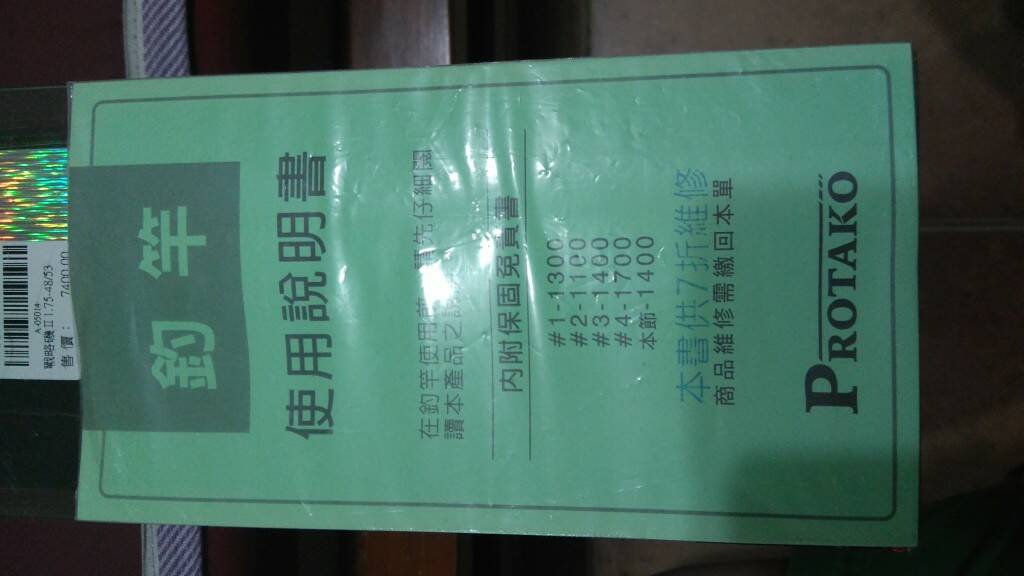 A-05014-
戰略磯II 1.75-48/53
售價： 7400.00
釣竿
使用說明書
在釣竿使用前 請先仔細閱
讀本產品之說
內附保固免費書
#1-1300
#2-1100
#3-1400
#4-1700
本節-1400
本書供7折維修
商品維修需繳回本單
PROTAKO